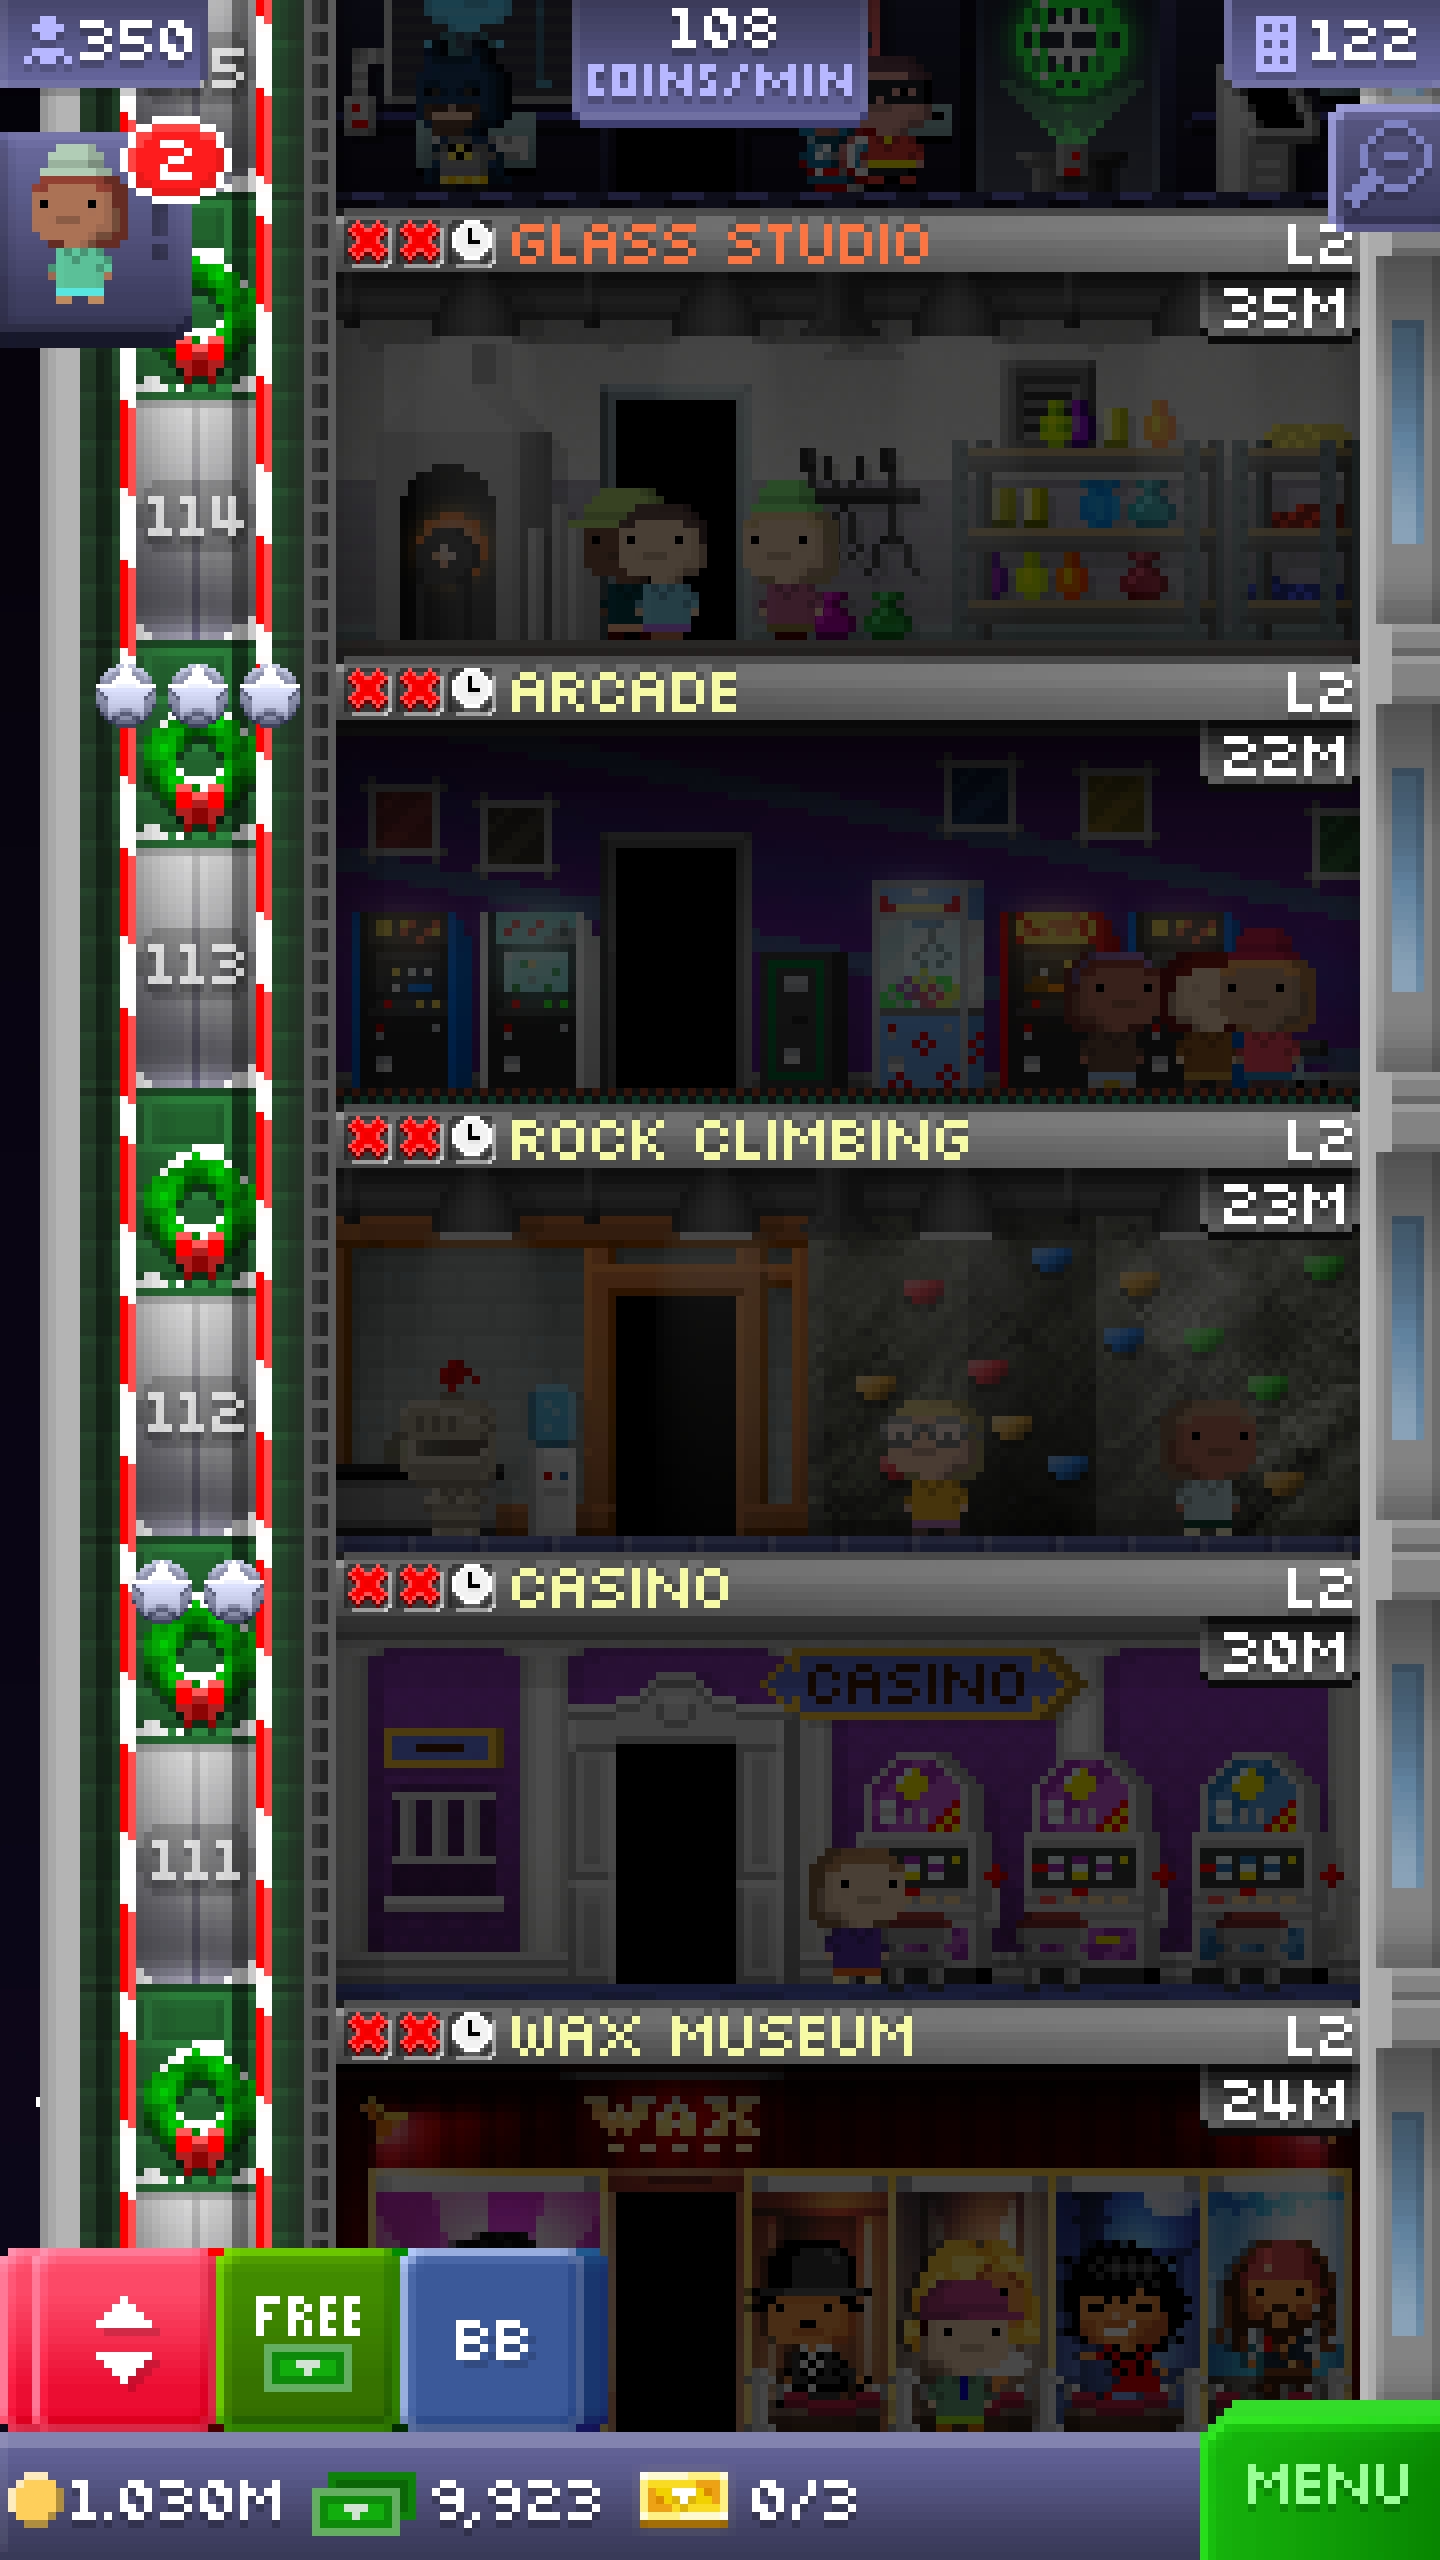 350
108
COINS/MIN
122
5
2
GLASS STUDIO
L2
35M
114
ARCADE
L2
22M
113
ROCK CLIMBING
L2
23M
112
CASINO
L2
30M
CASINO
111
WAX MUSEUM
L2
24M
WAX
FREE
BB
MENU
1.030M
9,923
0/3